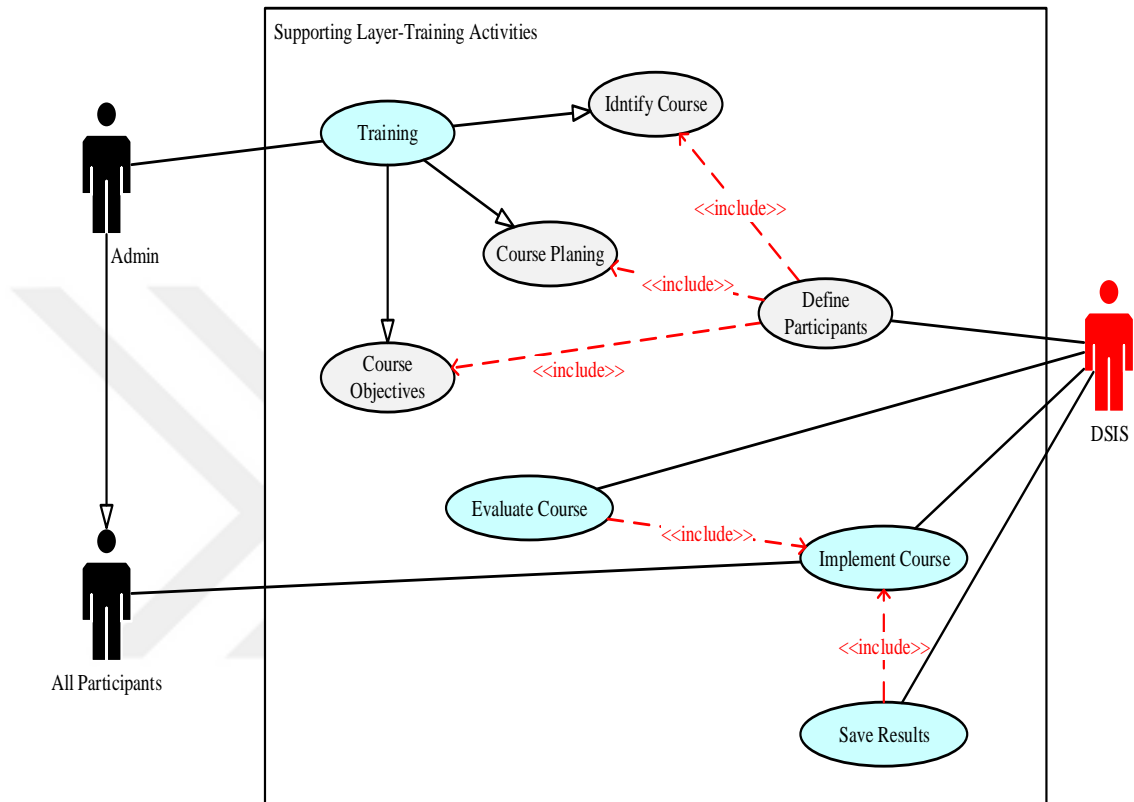 Supporting Layer-Training Activities
Idntify Course
Training
<<include>>
Admin
Course Planing
<<include>>
Define
Participants
Course
Objectives
<<include>>
DSIS
Evaluate Course
<<include>>
Implement Course
<<include>>
All Participants
Save Results